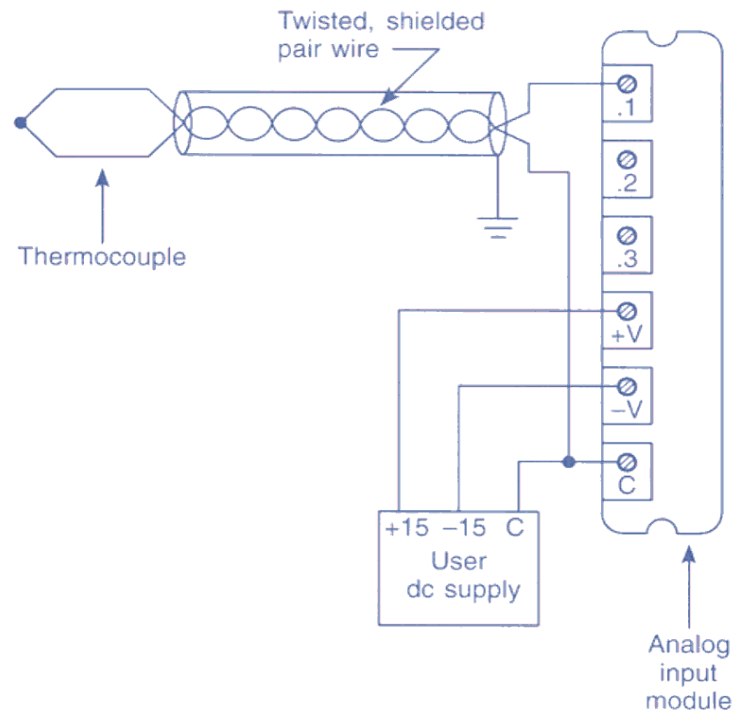 Twisted, shielded
pair wire
Thermocouple
.1
.2
.3
+V
–V
C
+15 –15 C
User
dc supply
Analog
input
module